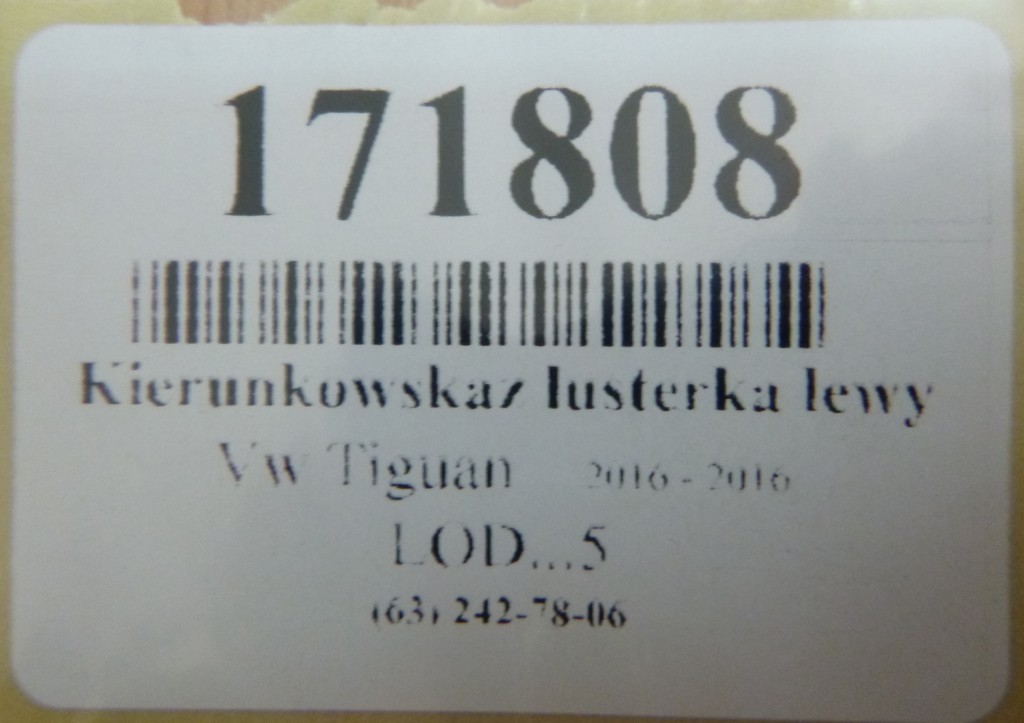 171808
Kierunkowskaz lusterka lewy
Vw Tiguan 2016 - 2016
LOD...5
(63) 242-78-06